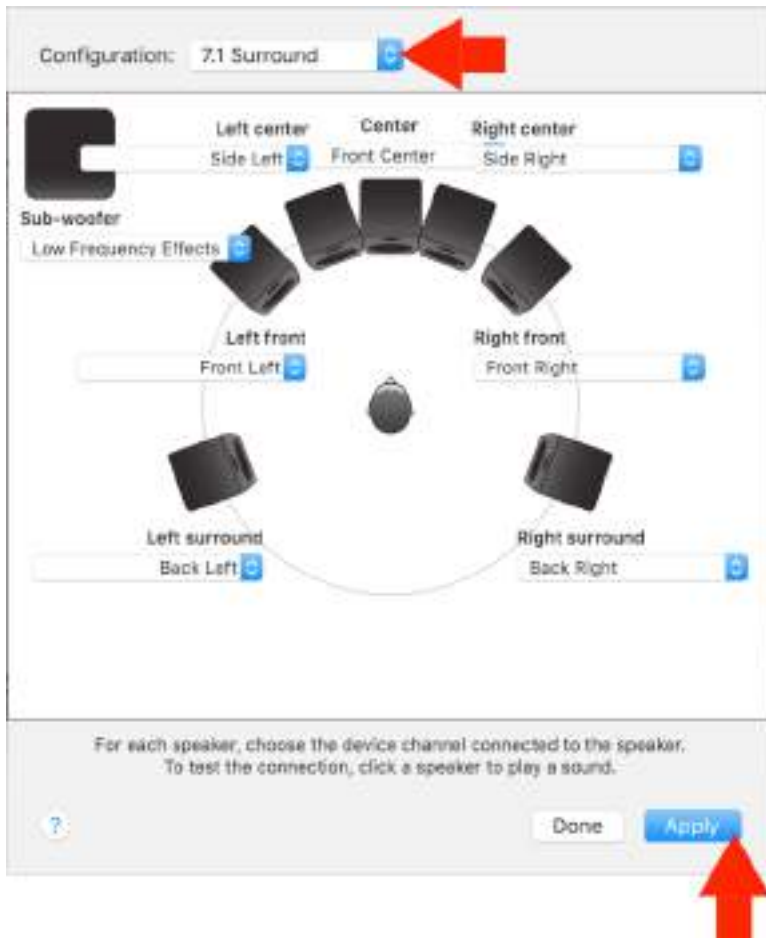 Configuration: 7.1 Surround
Left center Center Right center
Side Left Front Center Side Right
Sub-woofer
Low Frequency Effects
Left front Right front
Front Left Front Right
Left surround Right surround
Back Left Back Right
For each speaker, choose the device channel connected to the speaker.
To test the connection, click a speaker to play a sound.
? Done Apply